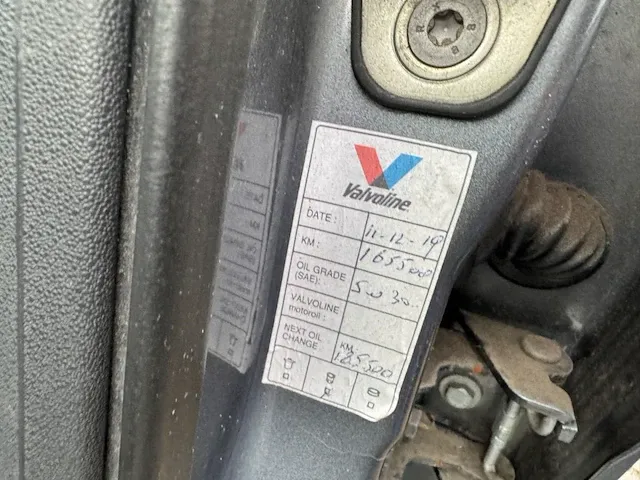 Valvoline
DATE: 11-12-19
KM: 165500
OIL GRADE (SAE): 5w30
VALVOLINE
motoroil:
NEXT OIL KM
CHANGE 185500